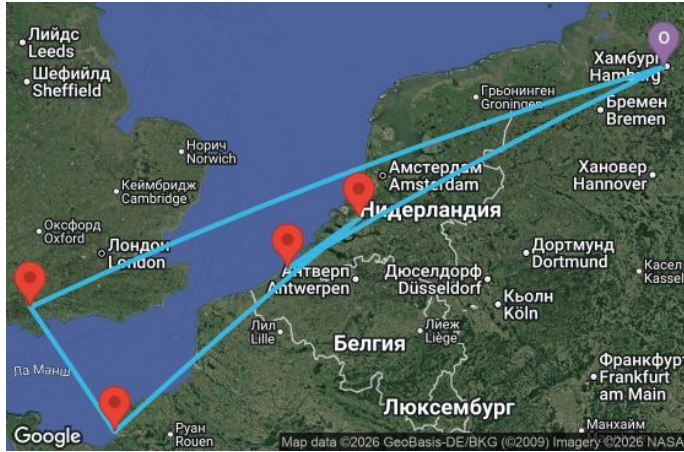 Лийдс
Leeds
Шефийлд
Sheffield
O
Хамбург
Hamburg
Грьонинген
Groningen
Бремен
Bremen
Норич
Norwich
Амстердам
Amsterdam
Хановер
Hannover
Кеймбридж
Cambridge
Нидерландия
Оксфорд
Oxford
Лондон
London
Дортмунд
Dortmund
Антверп
Antwerpen
Дюселдорф
Düsseldorf
Касел
Kassel
Кьолн
Köln
Лил
Lille
Белгия
Лиеж
Liège
Ла Манш
Франкфурт
Frankfurt
am Main
Люксембург
Руан
Rouen
Манхайм
Google
Map data ©2026 GeoBasis-DE/BKG (©2009) Imagery ©2026 NASA